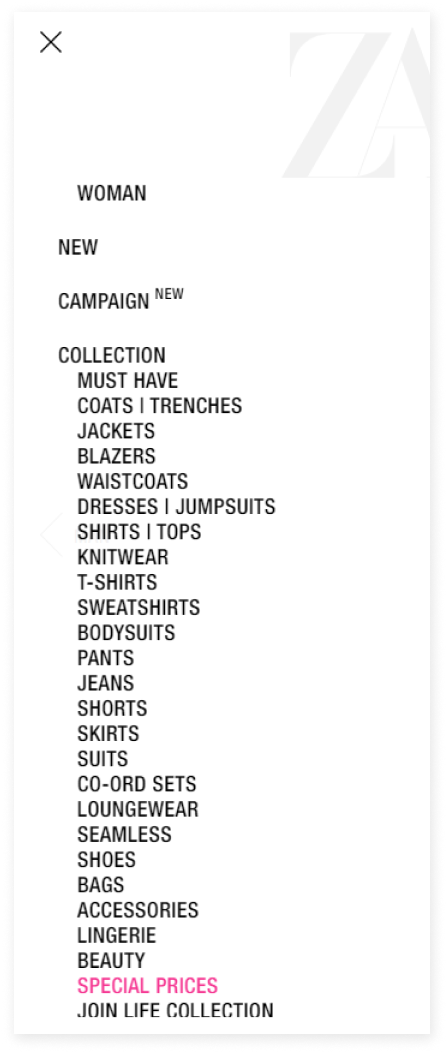 ZA
WOMAN
NEW
CAMPAIGN NEW
COLLECTION
MUST HAVE
COATS | TRENCHES
JACKETS
BLAZERS
WAISTCOATS
DRESSES | JUMPSUITS
SHIRTS | TOPS
KNITWEAR
T-SHIRTS
SWEATSHIRTS
BODYSUITS
PANTS
JEANS
SHORTS
SKIRTS
SUITS
CO-ORD SETS
LOUNGEWEAR
SEAMLESS
SHOES
BAGS
ACCESSORIES
LINGERIE
BEAUTY
SPECIAL PRICES
JOIN LIFE COLLECTION